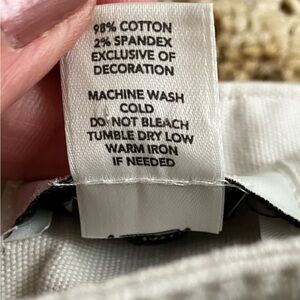 98% COTTON
2% SPANDEX
EXCLUSIVE OF
DECORATION
MACHINE WASH
COLD
DO NOT BLEACH
TUMBLE DRY LOW
WARM IRON
IF NEEDED